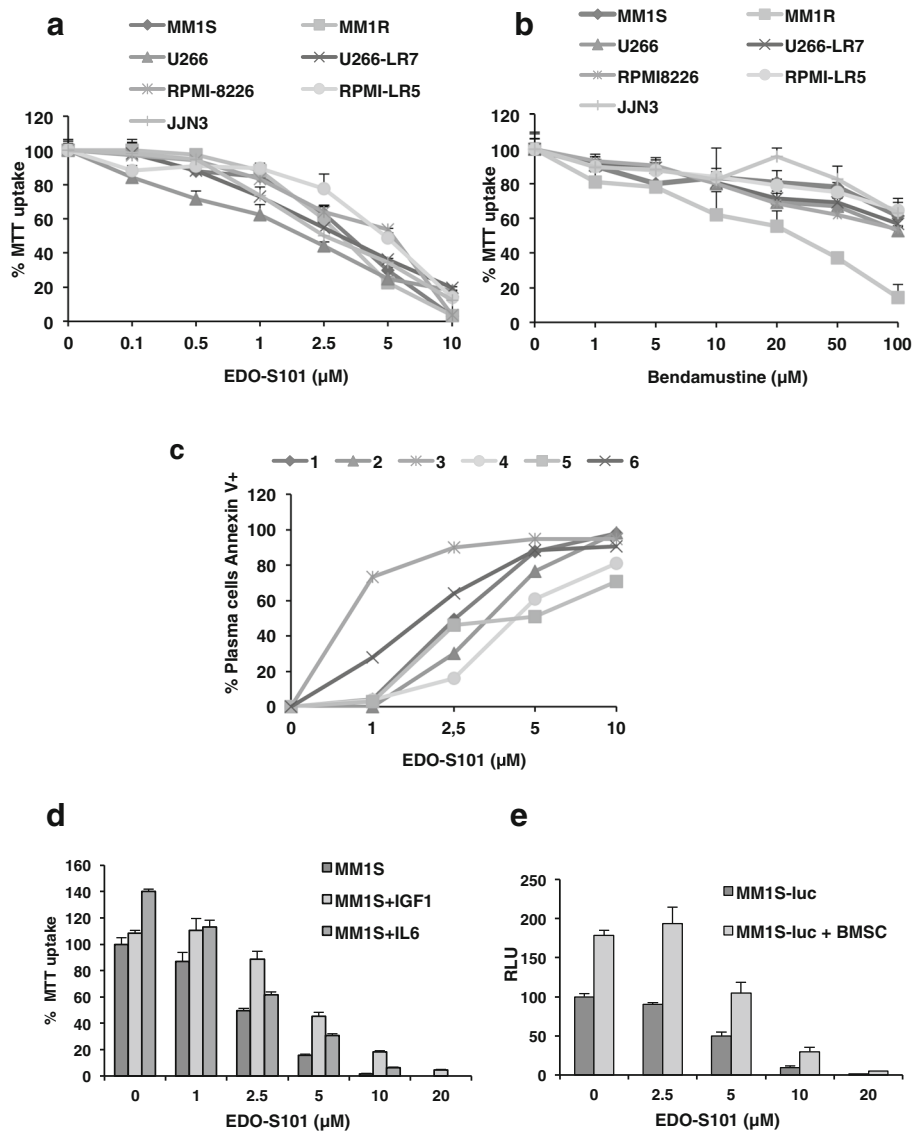 a
MM1S
MM1R
U266
U266-LR7
RPMI-8226
RPMI-LR5
JJN3
120
100
80
60
40
20
0
% MTT uptake
0 0.1 0.5 1 2.5 5 10
EDO-S101 (µM)
b
MM1S
MM1R
U266
U266-LR7
RPMI8226
RPMI-LR5
JJN3
120
100
80
60
40
20
0
% MTT uptake
0 1 5 10 20 50 100
Bendamustine (µM)
c
1 2 3 4 5 6
120
100
80
60
40
20
0
% Plasma cells Annexin V+
0 1 2,5 5 10
EDO-S101 (µM)
d
MM1S
MM1S+IGF1
MM1S+IL6
160
140
120
100
80
60
40
20
0
% MTT uptake
0 1 2.5 5 10 20
EDO-S101 (µM)
e
MM1S-luc
MM1S-luc + BMSC
250
200
150
100
50
0
RLU
0 2.5 5 10 20
EDO-S101 (µM)